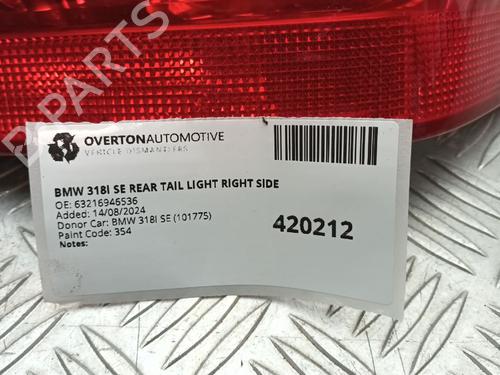 OVERTONAUTOMOTIVE
VEHICLE DISMANTLERS
BMW 318I SE REAR TAIL LIGHT RIGHT SIDE
OE: 63216946536
Added: 14/08/2024
Donor Car: BMW 318I SE (101775)
Paint Code: 354
Notes:
420212